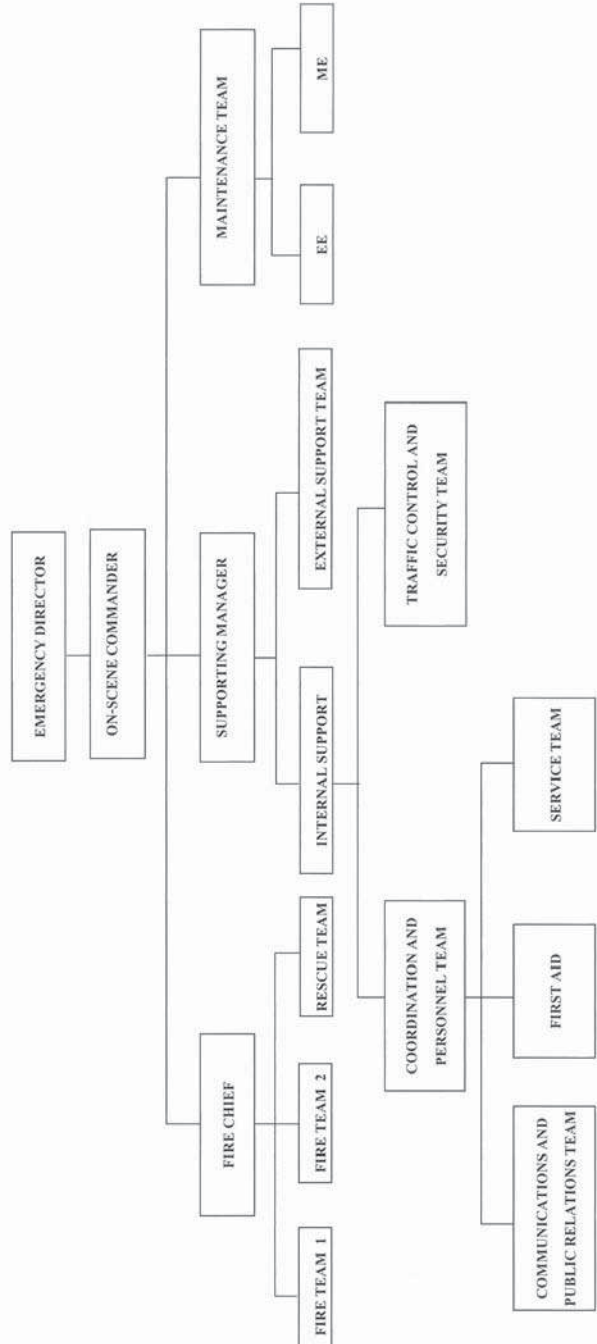 EMERGENCY DIRECTOR
ON-SCENE COMMANDER
FIRE CHIEF
SUPPORTING MANAGER
MAINTENANCE TEAM
FIRE TEAM 1
FIRE TEAM 2
RESCUE TEAM
INTERNAL SUPPORT
EXTERNAL SUPPORT TEAM
EE
ME
COORDINATION AND
PERSONNEL TEAM
TRAFFIC CONTROL AND
SECURITY TEAM
COMMUNICATIONS AND
PUBLIC RELATIONS TEAM
FIRST AID
SERVICE TEAM